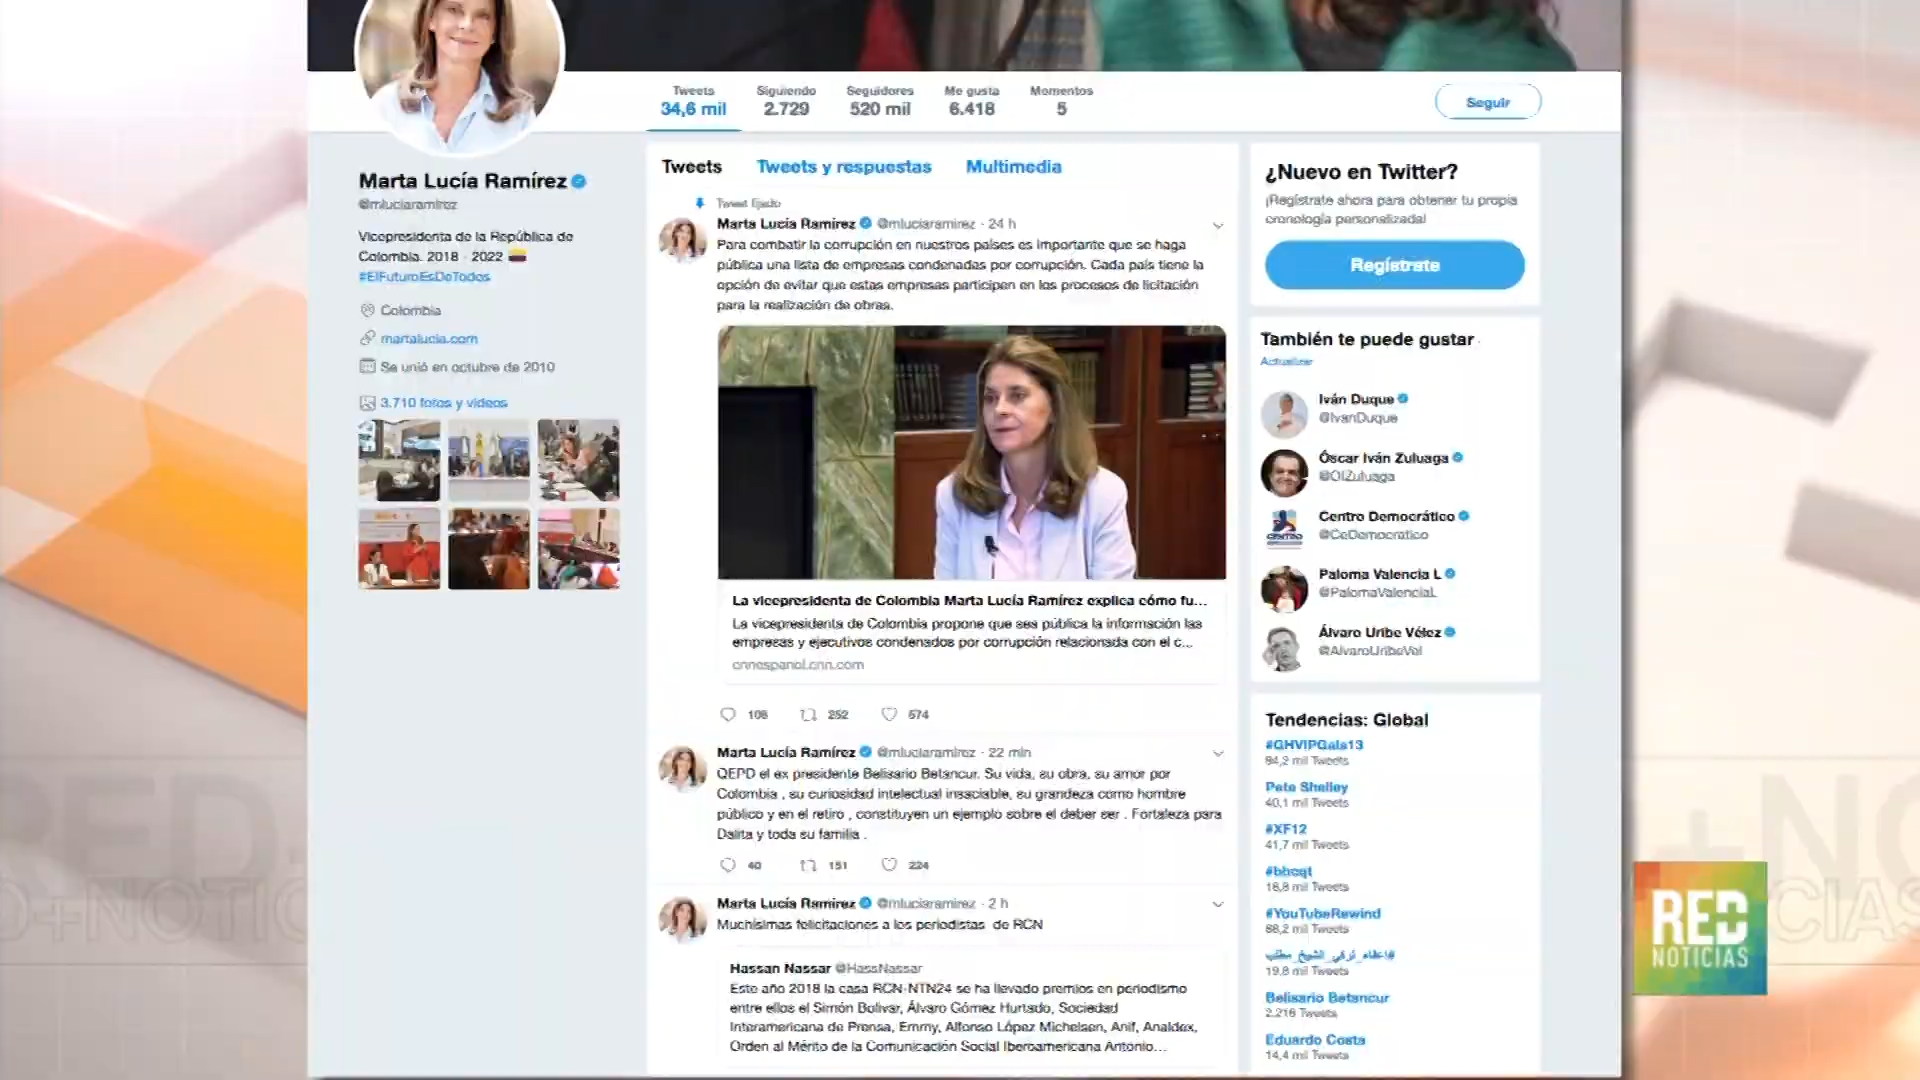 Tweets
34,6 mil
Siguiendo
2.729
Seguidores
520 mil
Me gusta
6.418
Momentos
5
Seguir
Marta Lucía Ramírez
@mluciaramirez
Vicepresidenta de la República de
Colombia. 2018 - 2022
#ElFuturoEsDeTodos
Colombia
martalucia.com
Se unió en octubre de 2010
3.710 fotos y videos
Tweets
Tweets y respuestas
Multimedia
Tweet fijado
Marta Lucía Ramírez @mluciaramirez - 24 h
Para combatir la corrupción en nuestros países es importante que se haga
pública una lista de empresas condenadas por corrupción. Cada país tiene la
opción de evitar que estas empresas participen en los procesos de licitación
para la realización de obras.
La vicepresidenta de Colombia Marta Lucía Ramírez explica cómo fu...
La vicepresidenta de Colombia propone que sea pública la información las
empresas y ejecutivos condenados por corrupción relacionada con el c...
cnnespanol.cnn.com
252
574
Marta Lucía Ramírez @mluciaramirez - 22 min
QEPD el ex presidente Belisario Betancur. Su vida, su obra, su amor por
Colombia , su curiosidad intelectual insaciable, su grandeza como hombre
público y en el retiro , constituyen un ejemplo sobre el deber ser . Fortaleza para
Dalita y toda su familia .
40
151
224
Marta Lucía Ramírez @mluciaramirez - 2 h
Muchísimas felicitaciones a los periodistas de RCN
Hassan Nassar @HassNassar
Este año 2018 la casa RCN-NTN24 se ha llevado premios en periodismo
entre ellos el Simón Bolivar, Álvaro Gómez Hurtado, Sociedad
Interamericana de Prensa, Emmy, Alfonso López Michelsen, Anif, Analdex,
Orden al Mérito de la Comunicación Social Iberoamericana Antonio...
¿Nuevo en Twitter?
¡Regístrate ahora para obtener tu propia
cronología personalizada!
Regístrate
También te puede gustar
Actualizar
Iván Duque
@IvanDuque
Óscar Iván Zuluaga
@OIZuluaga
Centro Democrático
@CeDemocratico
Paloma Valencia L
@PalomaValenciaL
Álvaro Uribe Vélez
@AlvaroUribeVel
Tendencias: Global
#GHVIPGala13
94,2 mil Tweets
Pete Shelley
40,1 mil Tweets
#XF12
41,7 mil Tweets
#bbcqt
18,8 mil Tweets
#YouTubeRewind
68,2 mil Tweets
19,8 mil Tweets
Belisario Betancur
2.216 Tweets
Eduardo Costa
14,4 mil Tweets
RED
NOTICIAS